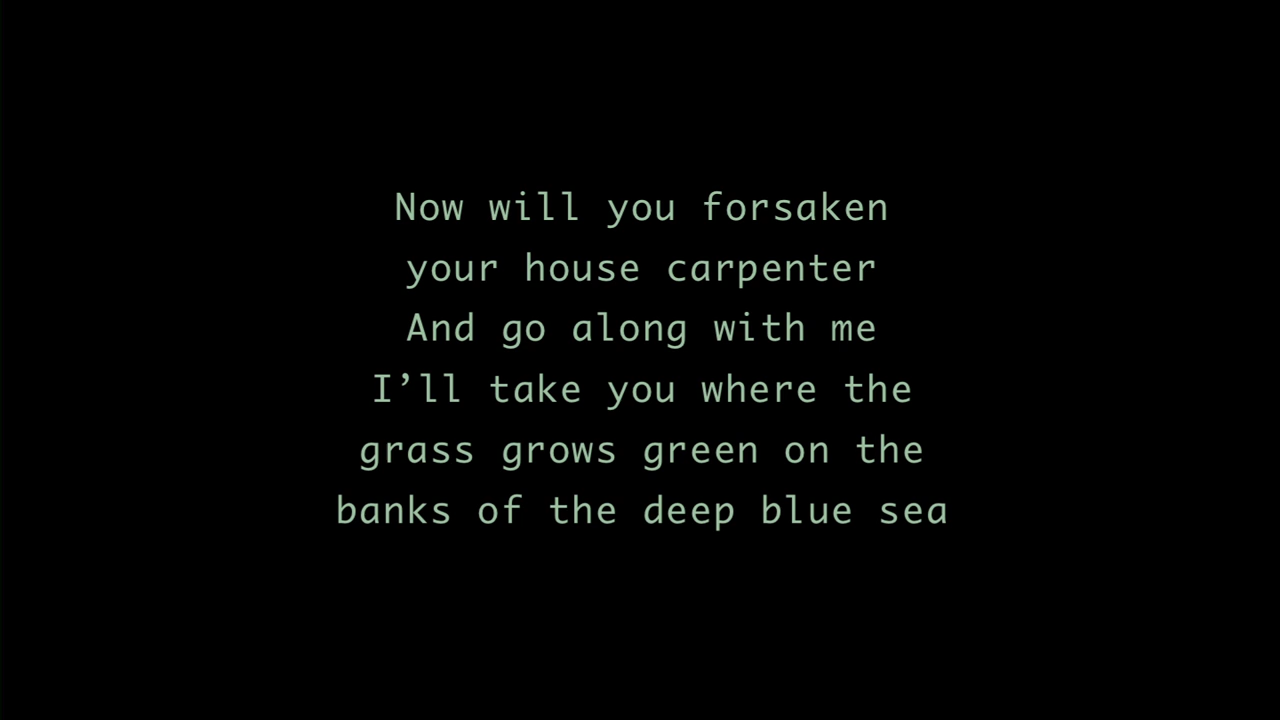 Now will you forsaken
your house carpenter
And go along with me
I’ll take you where the
grass grows green on the
banks of the deep blue sea